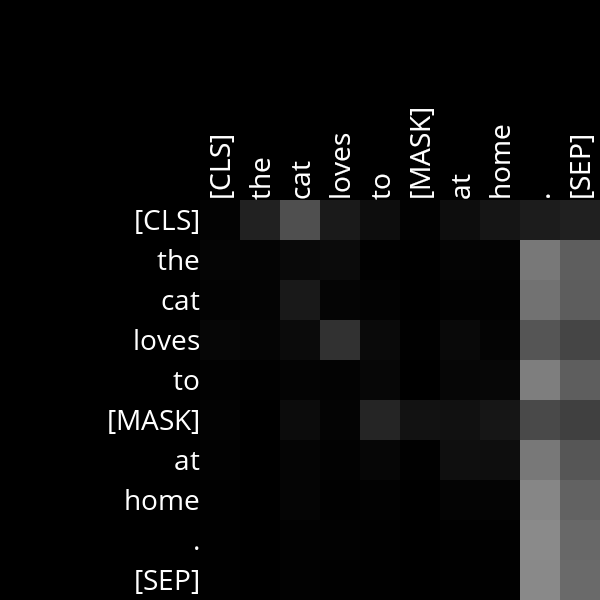 [CLS] the cat loves to [MASK] at home . [SEP]
[CLS]
the
cat
loves
to
[MASK]
at
home
.
[SEP]